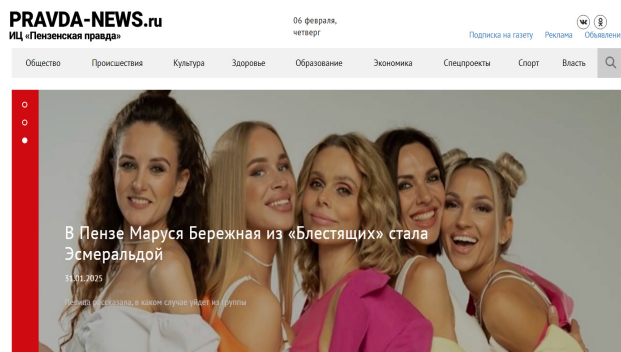 PRAVDA-NEWS.ru
ИЦ «Пензенская правда»
06 февраля,
четверг
Подписка на газету Реклама Объявлени
Общество Происшествия Культура Здоровье Образование Экономика Спецпроекты Спорт Власть
В Пензе Маруся Бережная из «Блестящих» стала
Эсмеральдой
31.01.2025
Певица рассказала, в каком случае уйдет из группы